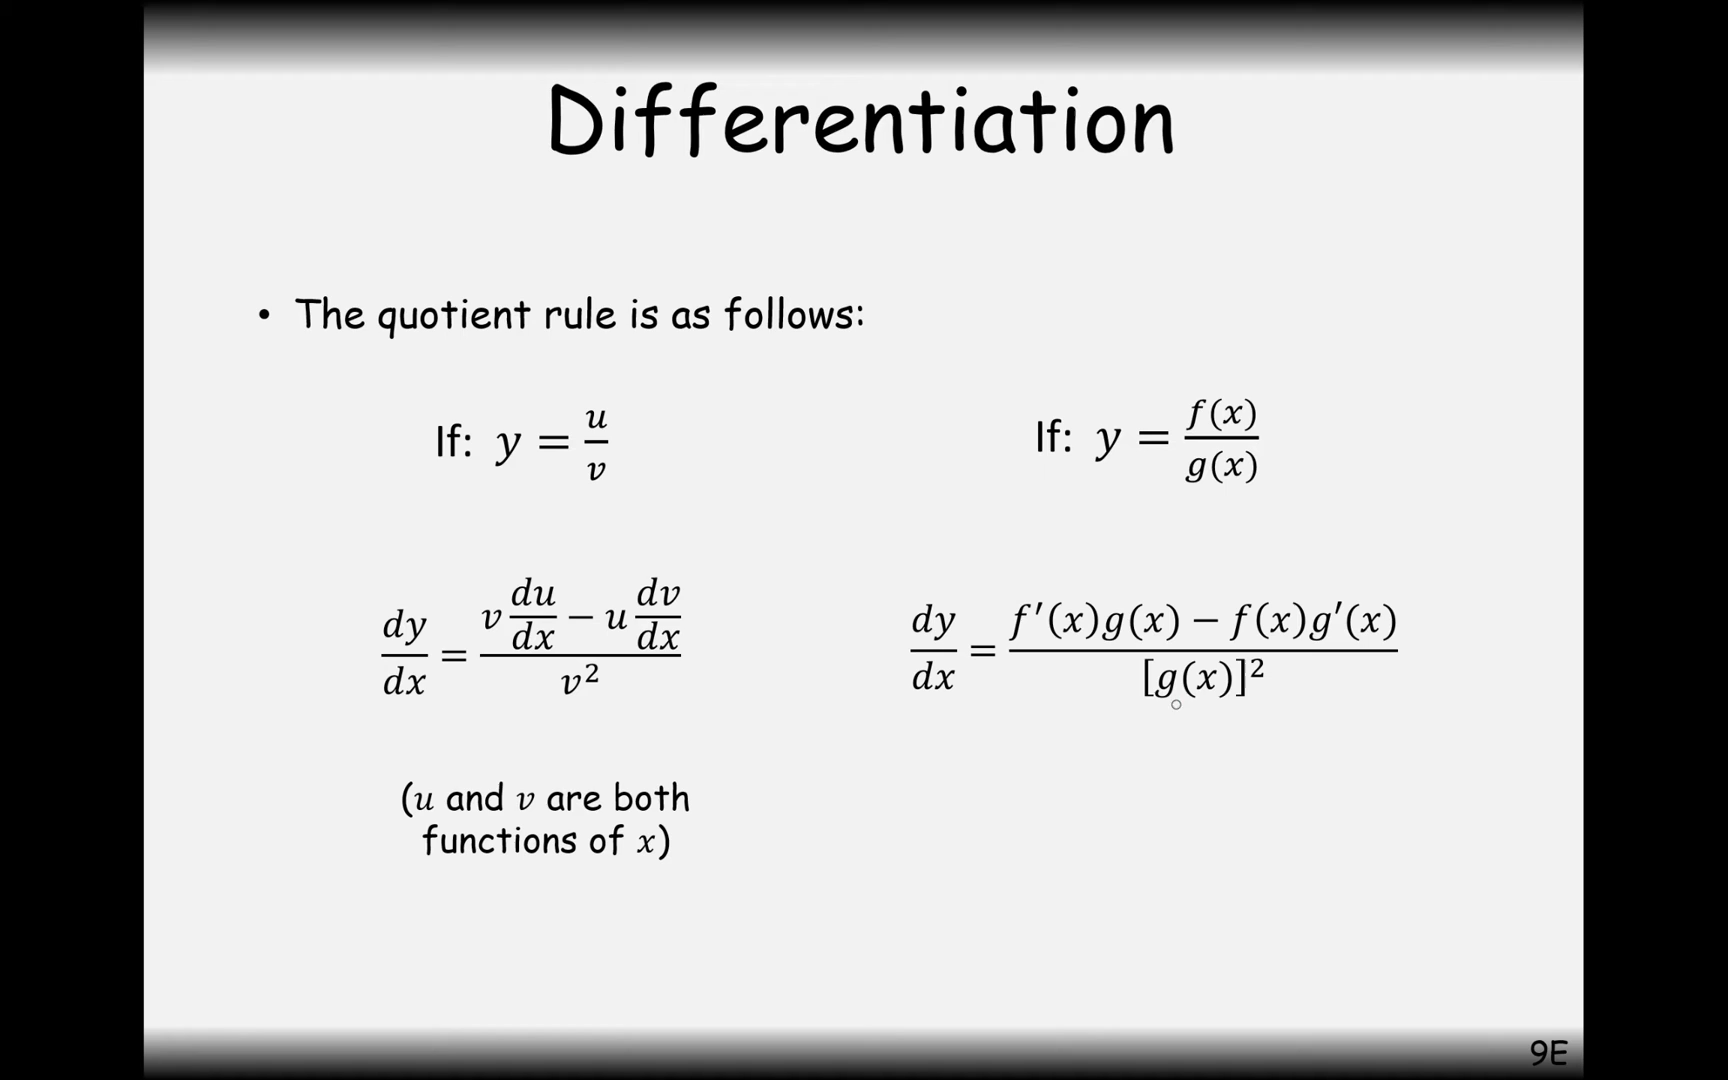 Differentiation
• The quotient rule is as follows:
If: y = u/v
If: y = f(x)/g(x)
dy/dx = (v du/dx − u dv/dx)/v²
dy/dx = (f′(x)g(x) − f(x)g′(x))/[g(x)]²
(u and v are both
functions of x)
9E